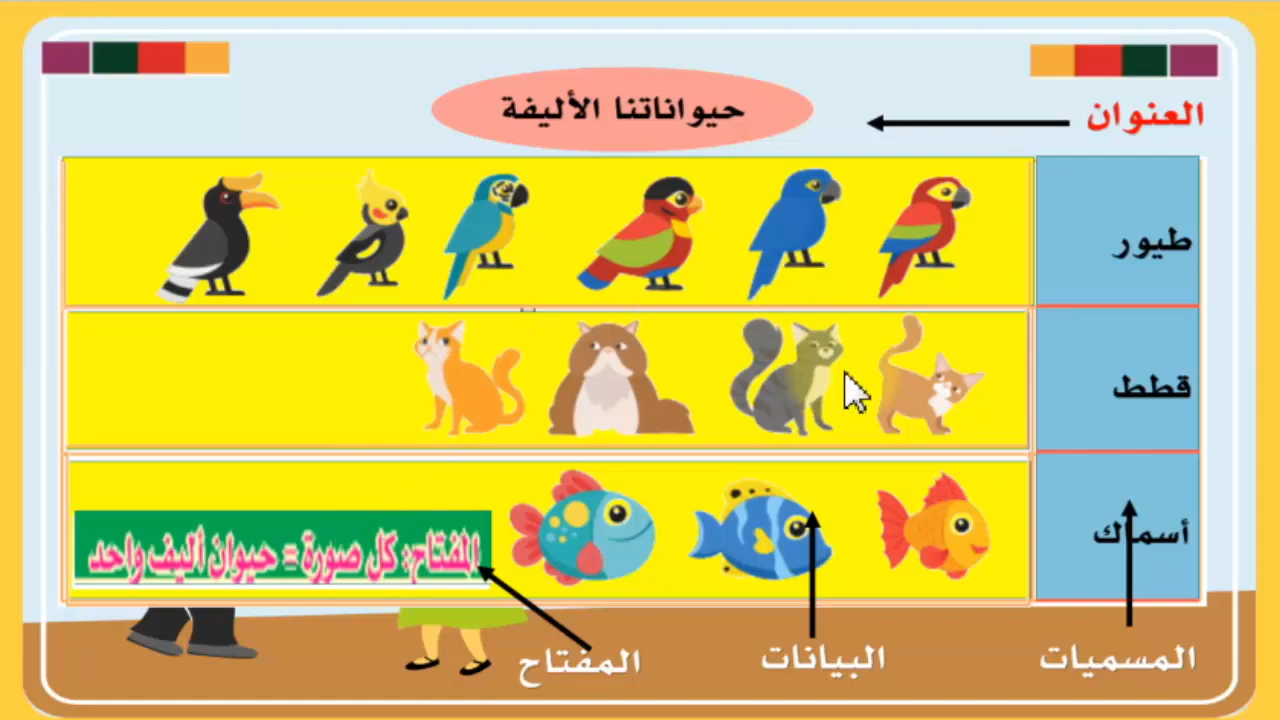 حيواناتنا الأليفة
العنوان
طيور
قطط
أسماك
المفتاح: كل صورة = حيوان أليف واحد
المسميات
البيانات
المفتاح